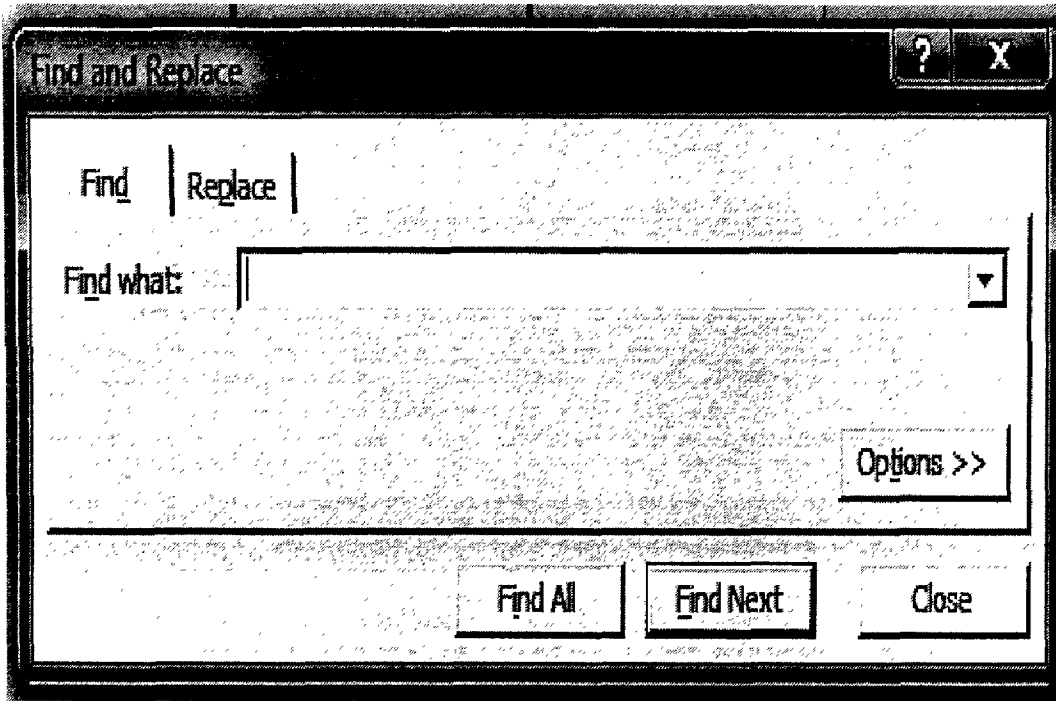 Find and Replace ? X
Find Replace
Find what:
Options >>
Find All Find Next Close